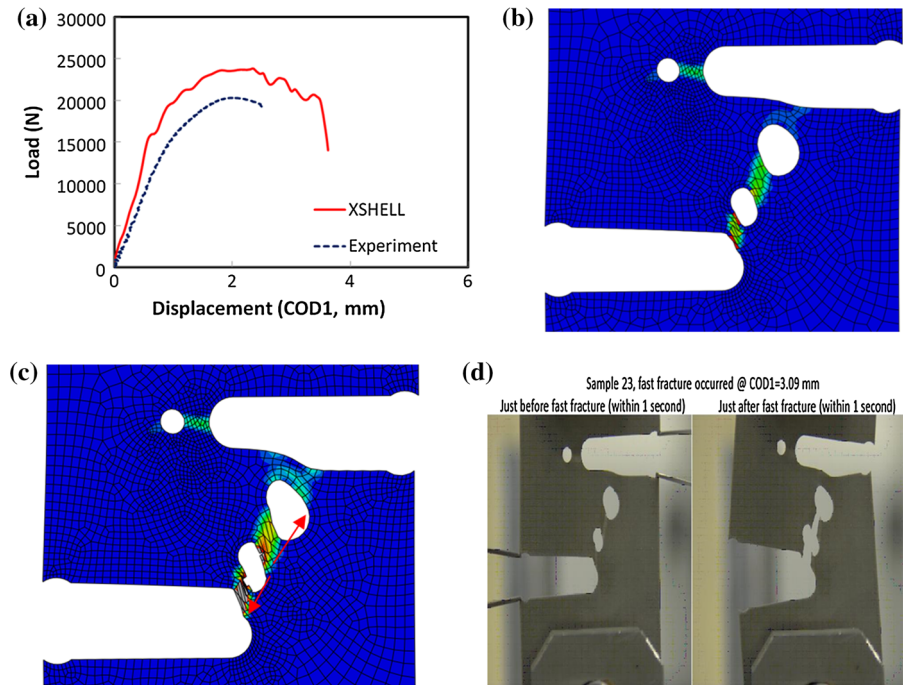 (a)
30000
25000
20000
15000
10000
5000
0
Load (N)
XSHELL
Experiment
0 2 4 6
Displacement (COD1, mm)
(b)
(c)
(d)
Sample 23, fast fracture occurred @ COD1=3.09 mm
Just before fast fracture (within 1 second) Just after fast fracture (within 1 second)